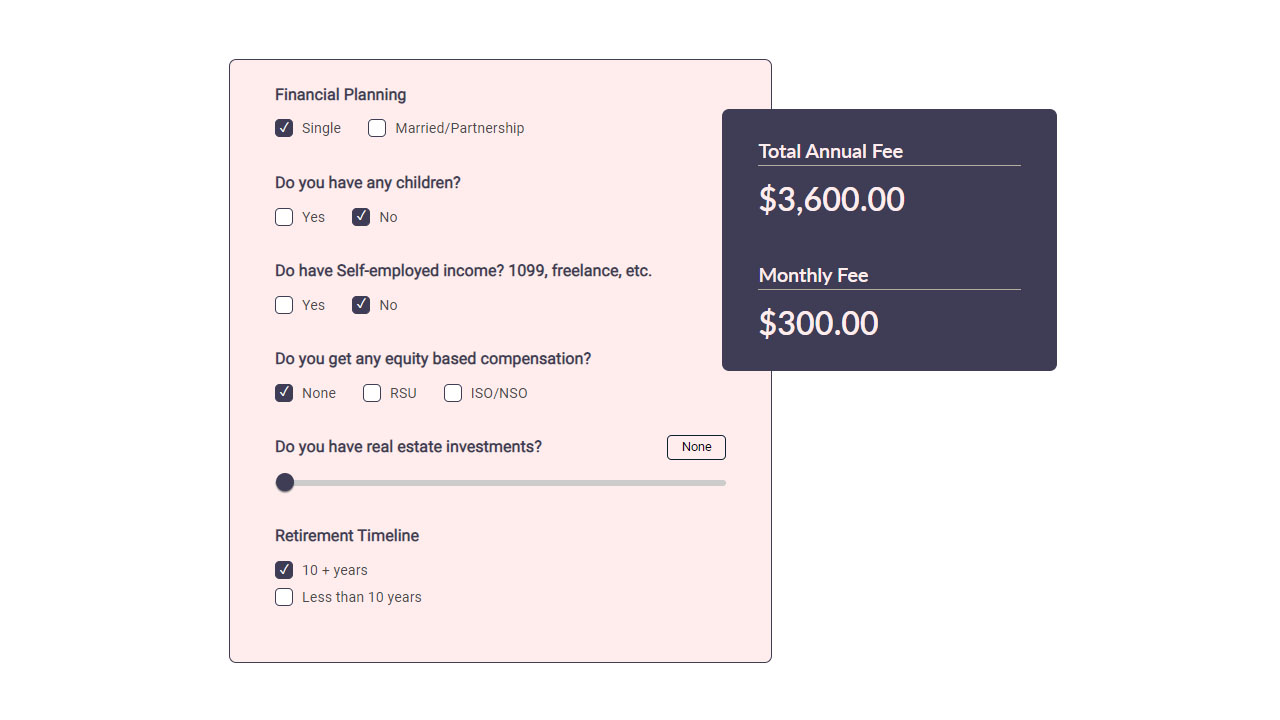 Financial Planning
Single Married/Partnership
Do you have any children?
Yes No
Do have Self-employed income? 1099, freelance, etc.
Yes No
Do you get any equity based compensation?
None RSU ISO/NSO
Do you have real estate investments? None
Retirement Timeline
10 + years
Less than 10 years
Total Annual Fee
$3,600.00
Monthly Fee
$300.00